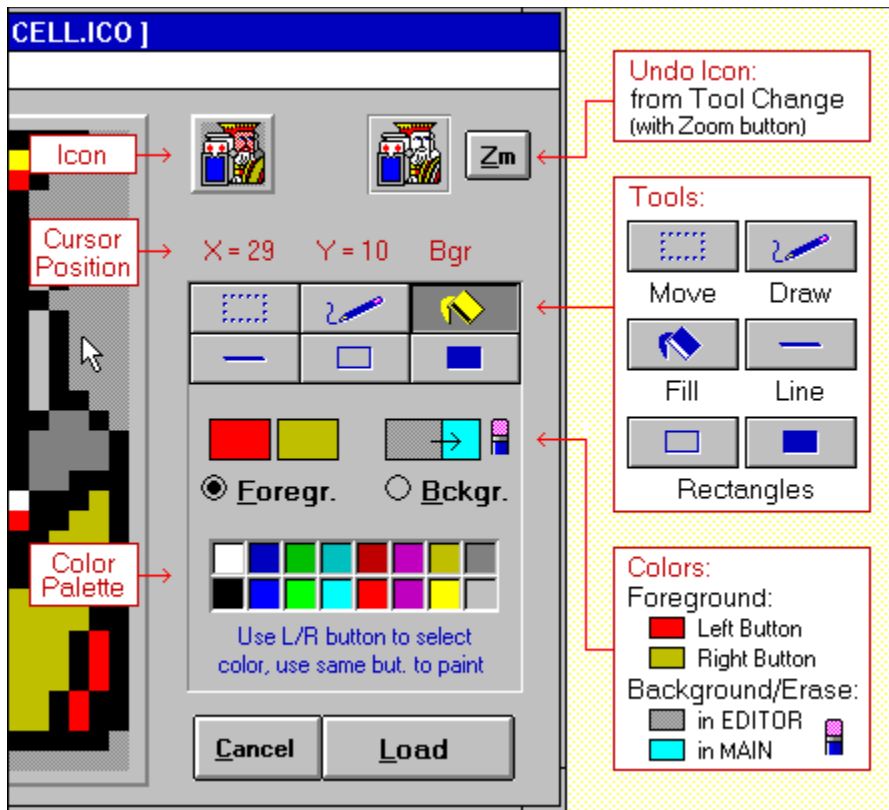 CELL.ICO ]
Icon
Zm
Cursor
Position
X = 29 Y = 10 Bgr
Foregr. Bckgr.
Color
Palette
Use L/R button to select
color, use same but. to paint
Cancel Load
Undo Icon:
from Tool Change
(with Zoom button)
Tools:
Move Draw
Fill Line
Rectangles
Colors:
Foreground:
Left Button
Right Button
Background/Erase:
in EDITOR
in MAIN